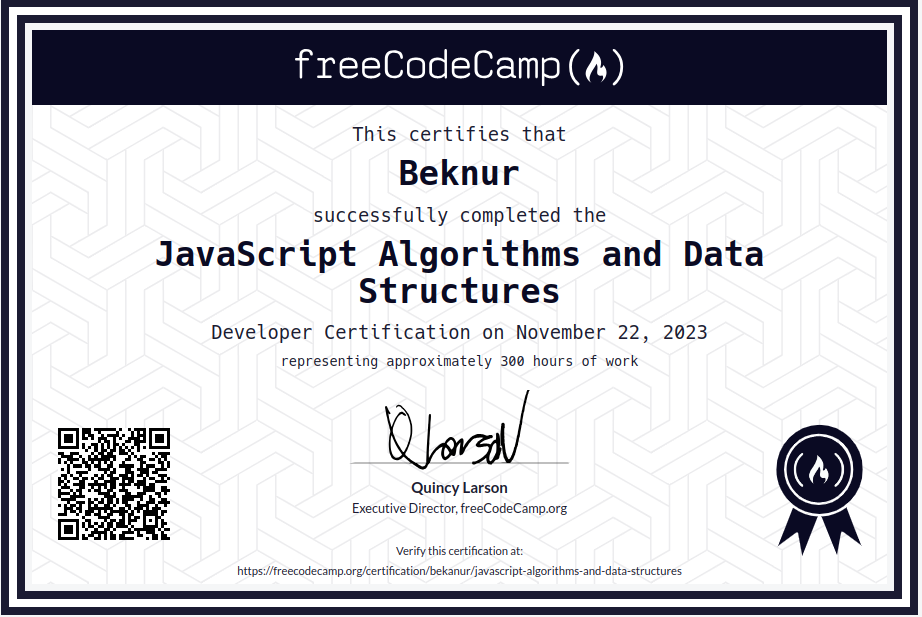 freeCodeCamp
This certifies that
Beknur
successfully completed the
JavaScript Algorithms and Data
Structures
Developer Certification on November 22, 2023
representing approximately 300 hours of work
Quincy Larson
Executive Director, freeCodeCamp.org
Verify this certification at:
https://freecodecamp.org/certification/bekanur/javascript-algorithms-and-data-structures